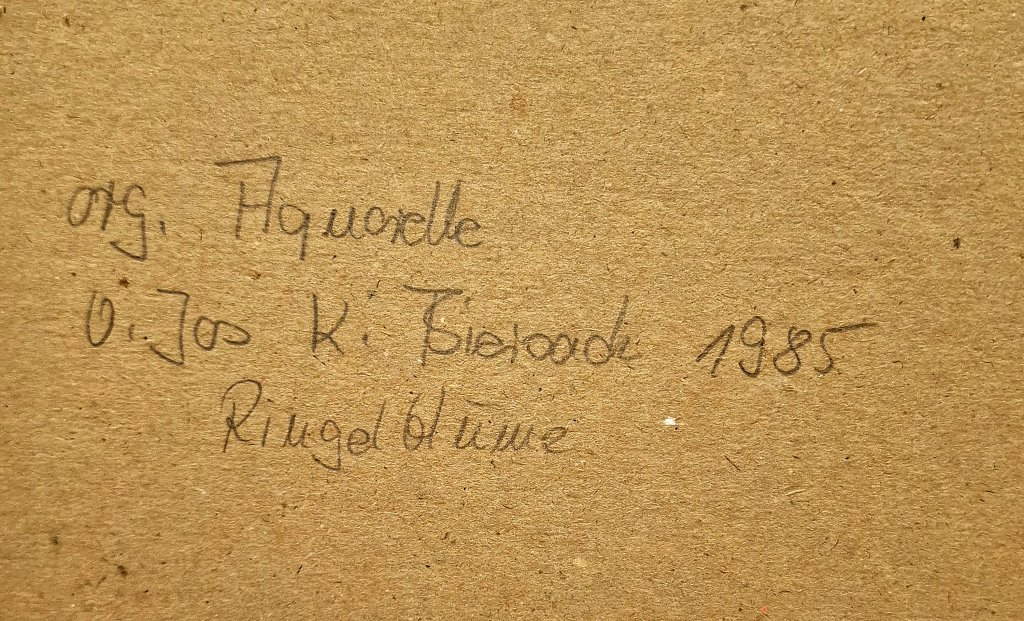 org. Aquarelle
v. Jos K. 1985
Ringelblume